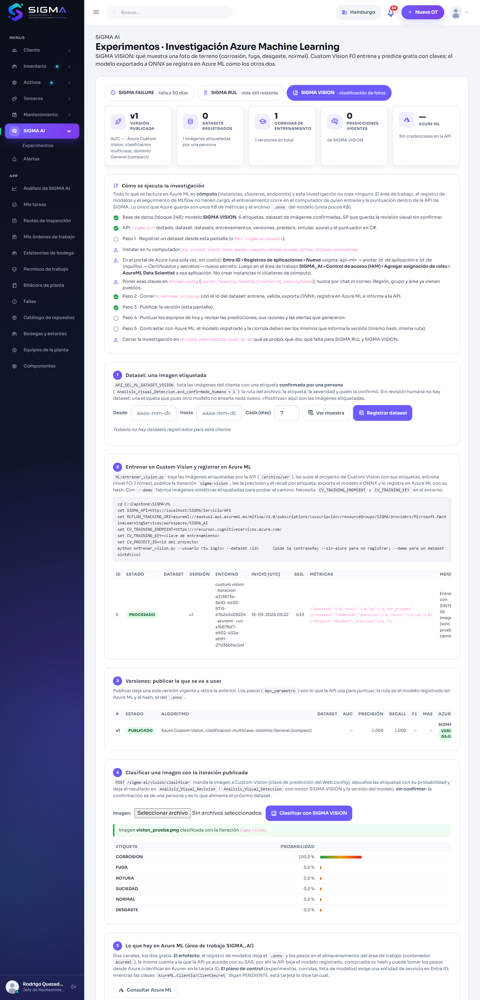 SIGMA
SISTEMA INTEGRADO DE
GESTIÓN DE MANTENIMIENTO INDUSTRIAL
Buscar...
Hamburgo
54
+ Nueva OT
MENUS
Cliente
Inventario
Activos
Terceros
Mantenimiento
SIGMA AI
Experimentos
Alertas
APP
Análisis de SIGMA AI
Mis tareas
Pautas de inspección
Mis órdenes de trabajo
Existencias de bodega
Permisos de trabajo
Bitácora de planta
Fallas
Catálogo de repuestos
Bodegas y estantes
Equipos de la planta
Componentes
Rodrigo Quezad...
Jefe de Mantenimie...
SIGMA AI
Experimentos · Investigación Azure Machine Learning
SIGMA VISION: qué muestra una foto de terreno (corrosión, fuga, desgaste, normal). Custom Vision F0 entrena y predice gratis con claves; el
modelo exportado a ONNX se registra en Azure ML como los otros dos.
SIGMA FAILURE · falla a 30 días
SIGMA RUL · vida útil restante
SIGMA VISION · clasificación de fotos
v1
VERSIÓN
PUBLICADA
AUC — · Azure Custom
Vision, clasificacion
multiclase, dominio
General (compact)
0
DATASETS
REGISTRADOS
1 imágenes etiquetadas
por una persona
1
CORRIDAS DE
ENTRENAMIENTO
1 versiones en total
0
PREDICCIONES
VIGENTES
de SIGMA VISION
—
AZURE ML
Sin credenciales en la API
Cómo se ejecuta la investigación
Todo lo que se factura en Azure ML es cómputo (instancias, clústeres, endpoints) y esta investigación no crea ninguno. El área de trabajo, el registro de
modelos y el seguimiento de MLflow no tienen cargo; el entrenamiento corre en el computador de quien entrena y la puntuación dentro de la API de
SIGMA. Lo único que Azure guarda son unos KB de métricas y el archivo .onnx del modelo (unos pocos KB).
Base de datos (bloque 248): modelo SIGMA VISION, 6 etiquetas, dataset de imágenes confirmadas, SP que guarda la revisión visual sin confirmar.
API: /sigma-ai/* (estado, dataset, datasets, entrenamientos, versiones, predecir, simular, azure) y el puntuador en C#.
Paso 1 · Registrar un dataset desde esta pantalla (o POST /sigma-ai/datasets).
Instalar en tu computador: pip install scikit-learn pandas requests mlflow azureml-mlflow skl2onnx onnxruntime.
En el portal de Azure (una sola vez, sin costo): Entra ID › Registros de aplicaciones › Nuevo «sigma-api-ml» → anotar Id. de aplicación e Id. de
inquilino → Certificados y secretos → nuevo secreto. Luego en el área de trabajo SIGMA_AI › Control de acceso (IAM) › Agregar asignación de roles ›
AzureML Data Scientist a esa aplicación. No crear instancias ni clústeres de cómputo.
Poner esas claves en API/Web.config (AzureML.TenantId, ClientId, ClientSecret, SubscriptionId); nunca por chat ni correo. Región, grupo y área ya vienen
puestos.
Paso 2 · Correr ML/entrenar_vision.py con el id del dataset: entrena, valida, exporta ONNX, registra en Azure ML e informa a la API.
Paso 3 · Publicar la versión (esta pantalla).
Paso 4 · Puntuar los equipos de hoy y revisar las predicciones, sus razones y las alertas que generaron.
Paso 5 · Contrastar con Azure ML: el modelo registrado y la corrida deben ser los mismos que informa la versión (mismo hash, misma ruta).
Cerrar la investigación en MD/SIGMA_INVESTIGACION_AZURE_ML.md: qué se probó, qué dio, qué falta para SIGMA RUL y SIGMA VISION.
1 Dataset: una imagen etiquetada
API_SEL_ML_DATASET_VISION lista las imágenes del cliente con una etiqueta confirmada por una persona
(Analisis_Visual_Deteccion.avd_confirmado_humano = 1): la ruta del archivo, la etiqueta, la severidad y quién la confirmó. Sin revisión humana no hay
dataset: una etiqueta que puso otro modelo no enseña nada nuevo. «Positivas» aquí son las imágenes etiquetadas.
Desde aaaa-mm-dc Hasta aaaa-mm-dc Cada (días) 7 Ver muestra Registrar dataset
Todavía no hay datasets registrados para este cliente.
2 Entrenar en Custom Vision y registrar en Azure ML
ML/entrenar_vision.py baja las imágenes etiquetadas por la API (/archivo/ver), las sube al proyecto de Custom Vision con sus etiquetas, entrena
(nivel F0: 1 h/mes), publica la iteración sigma-vision, lee la precisión y el recall por etiqueta, exporta el modelo a ONNX y lo registra en Azure ML con su
hash. Con --demo fabrica imágenes sintéticas etiquetadas para probar el camino. Necesita CV_TRAINING_ENDPOINT y CV_TRAINING_KEY en el entorno.
cd C:\Capstone\SIGMA\ML
set SIGMA_API=http://localhost/SIGMA/Servicio/API
set MLFLOW_TRACKING_URI=azureml://eastus2.api.azureml.ms/mlflow/v1.0/subscriptions/<suscripción>/resourceGroups/SIGMA/providers/Microsoft.Mach
ineLearningServices/workspaces/SIGMA_AI
set CV_TRAINING_ENDPOINT=https://<recurso>.cognitiveservices.azure.com/
set CV_TRAINING_KEY=<clave de entrenamiento>
set CV_PROJECT_ID=<id del proyecto>
python entrenar_vision.py --usuario <tu login> --dataset <id> (pide la contraseña; --sin-azure para no registrar; --demo para un dataset
sintético)
ID ESTADO DATASET VERSIÓN ENTORNO INICIO (UTC) SEG. MÉTRICAS MENS
5 PROCESADO v1
custom vision
· iteracion
a313873e-
8e10-4d30-
8715-
e7b2a3c08224
· azureml · run
a16878d7-
e902-432e-
ab91-
27d36bfec54f
18-09-2026 05:22 633
{"precision":1.0,"recall":1.0,"ap":1.0,"por_etiqueta":
[{"etiqueta":"CORROSION","precision":1.0,"recall":1.0,"ap":1.0},
{"etiqueta":"DESGASTE","precision":1.0,"re…
Entre
con
SINTE
36
image
(solo
prueb
camir
3 Versiones: publicar la que se va a usar
Publicar deja una sola versión vigente y retira la anterior. Los pesos (mpv_parametro) son lo que la API usa para puntuar; la ruta es el modelo registrado en
Azure ML y el hash, el del .onnx.
# ESTADO ALGORITMO DATASET AUC PRECISIÓN RECALL F1 MAE AZUR
v1 PUBLICADO Azure Custom Vision, clasificacion multiclase, dominio General (compact) — 1,000 1,000 — —
SIGMA
VERI
05:33
4 Clasificar una imagen con la iteración publicada
POST /sigma-ai/vision/clasificar manda la imagen a Custom Vision (clave de predicción del Web.config), devuelve las etiquetas con su probabilidad y
deja el resultado en Analisis_Visual_Revision / Analisis_Visual_Deteccion con motor SIGMA VISION y la versión del modelo, sin confirmar: la
confirmación es de una persona y es lo que alimenta el próximo dataset.
Imagen: Seleccionar archivo Sin archivos seleccionados Clasificar con SIGMA VISION
Imagen vision_prueba.png clasificada con la iteración sigma-vision.
ETIQUETA PROBABILIDAD
CORROSION 100,0 %
FUGA 0,0 %
ROTURA 0,0 %
SUCIEDAD 0,0 %
NORMAL 0,0 %
DESGASTE 0,0 %
5 Lo que hay en Azure ML (área de trabajo SIGMA_AI)
Dos canales, los dos gratis. El artefacto: el registro de modelos deja el .onnx y los pesos en el almacenamiento del área de trabajo (contenedor
azureml), la misma cuenta a la que la API ya accede con su SAS; por ahí la API baja el modelo registrado, comprueba su hash y puede tomar los pesos
desde Azure («Verificar en Azure» en la tarjeta 3). El plano de control (experimentos, corridas, lista de modelos) exige una entidad de servicio en Entra ID;
mientras las claves AzureML.ClientId/ClientSecret digan PENDIENTE, esta tarjeta lo dice tal cual.
Consultar Azure ML